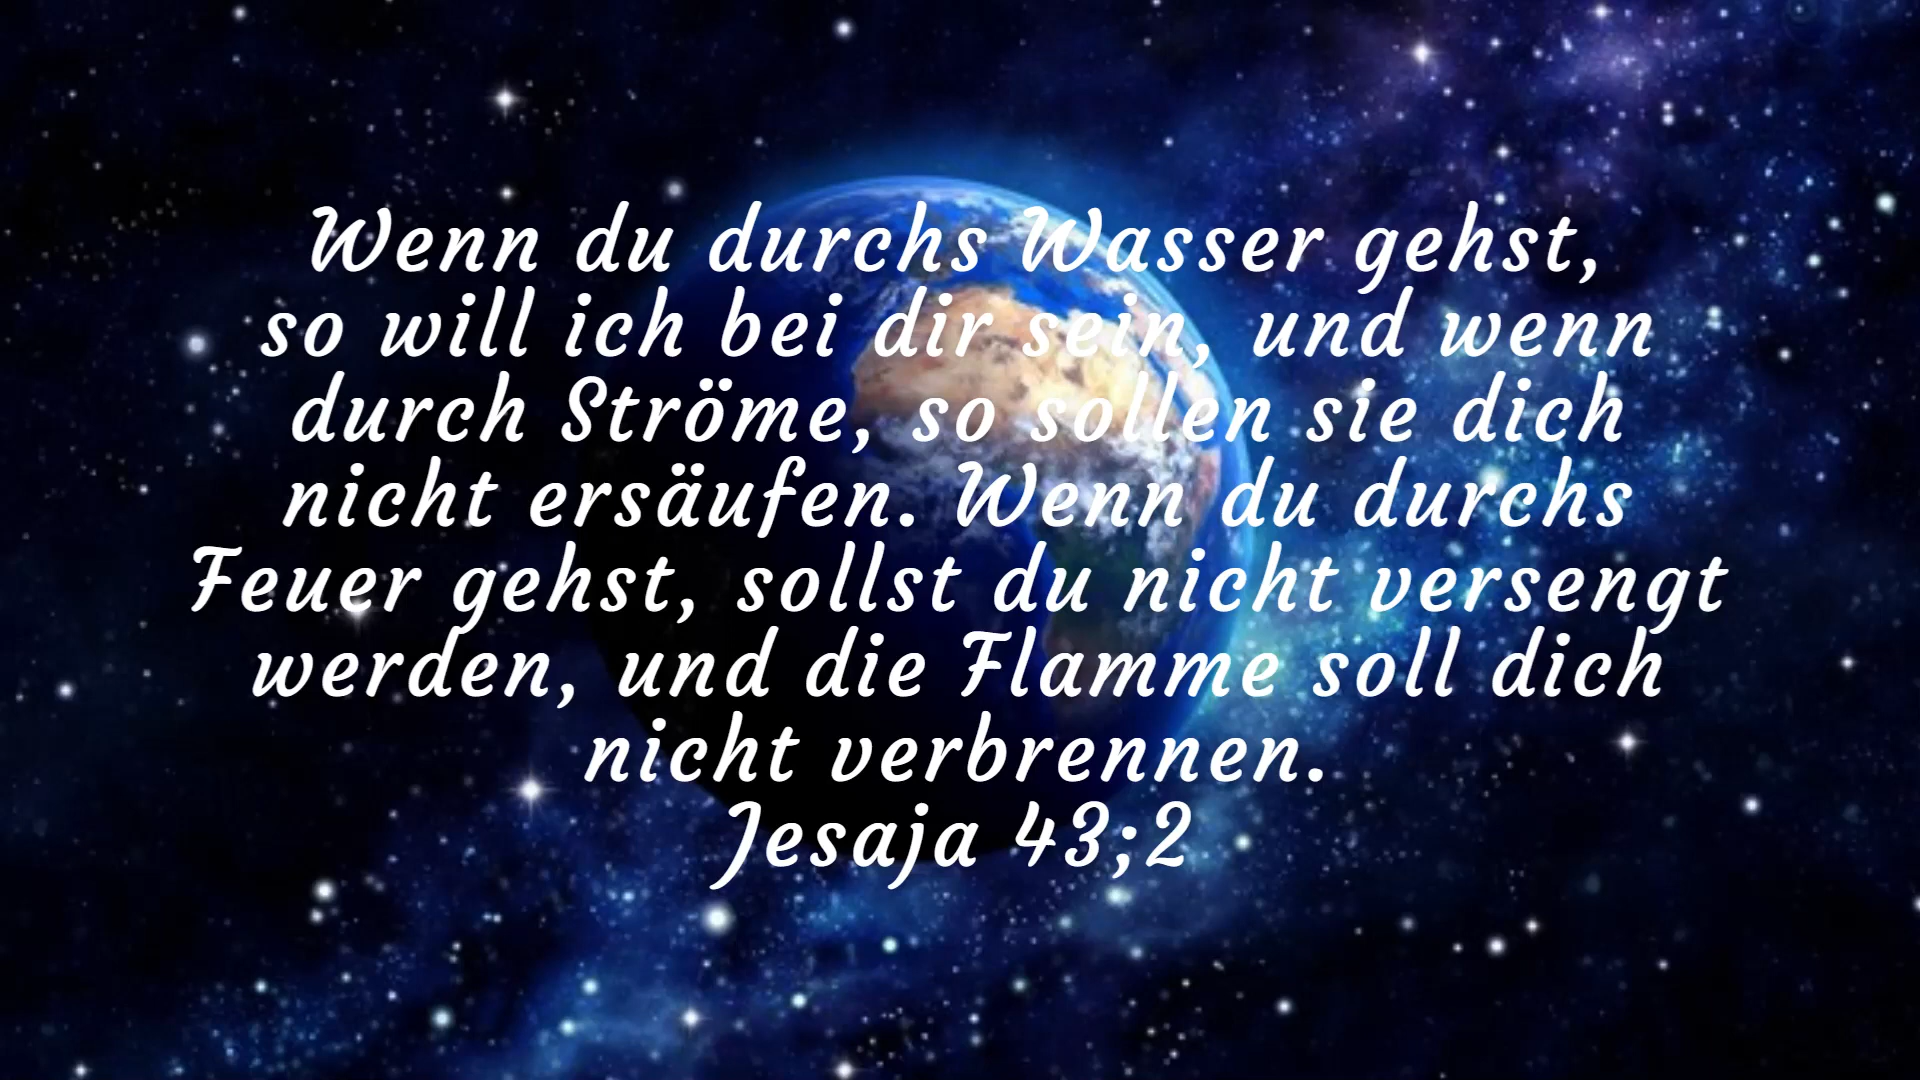 Wenn du durchs Wasser gehst,
so will ich bei dir sein, und wenn
durch Ströme, so sollen sie dich
nicht ersäufen. Wenn du durchs
Feuer gehst, sollst du nicht versengt
werden, und die Flamme soll dich
nicht verbrennen.
Jesaja 43;2